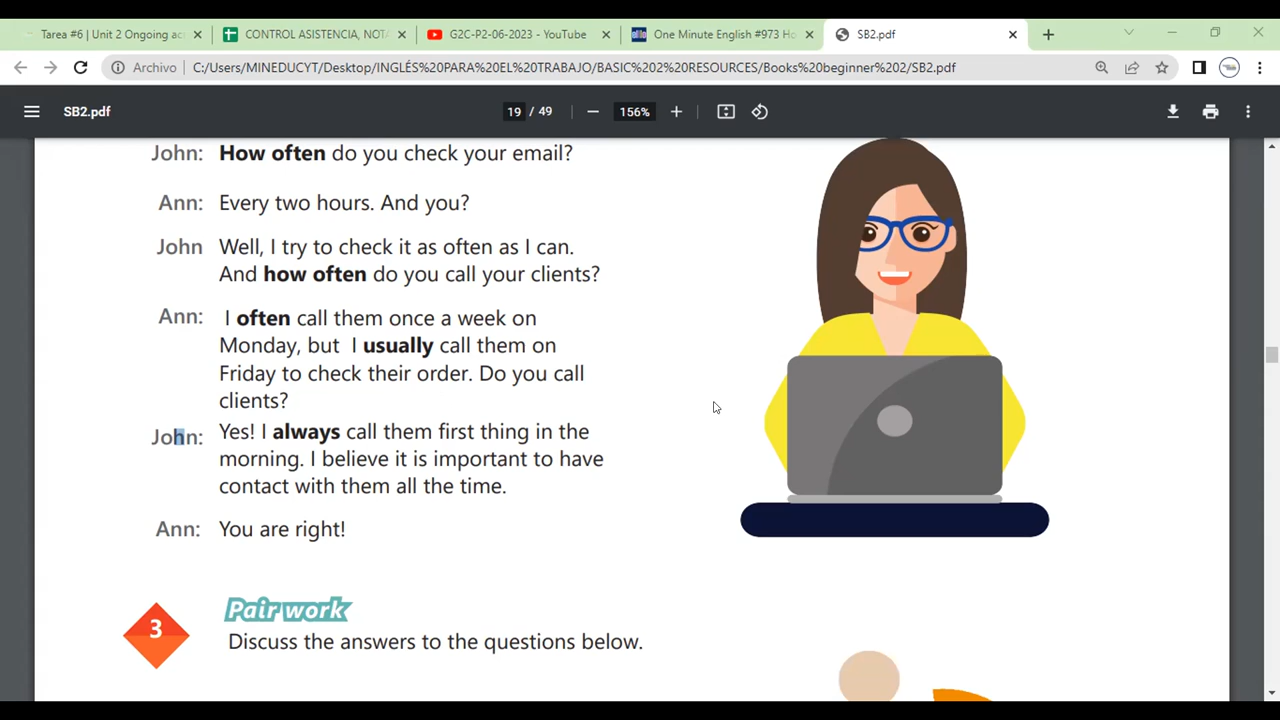 Tarea #6 | Unit 2 Ongoing ac
CONTROL ASISTENCIA, NOTA
G2C-P2-06-2023 - YouTube
One Minute English #973 Ho
SB2.pdf
Archivo
C:/Users/MINEDUCYT/Desktop/INGLÉS%20PARA%20EL%20TRABAJO/BASIC%202%20RESOURCES/Books%20beginner%202/SB2.pdf
SB2.pdf
19 / 49
156%
John: How often do you check your email?
Ann: Every two hours. And you?
John Well, I try to check it as often as I can.
And how often do you call your clients?
Ann: I often call them once a week on
Monday, but I usually call them on
Friday to check their order. Do you call
clients?
John: Yes! I always call them first thing in the
morning. I believe it is important to have
contact with them all the time.
Ann: You are right!
3
Pair work
Discuss the answers to the questions below.